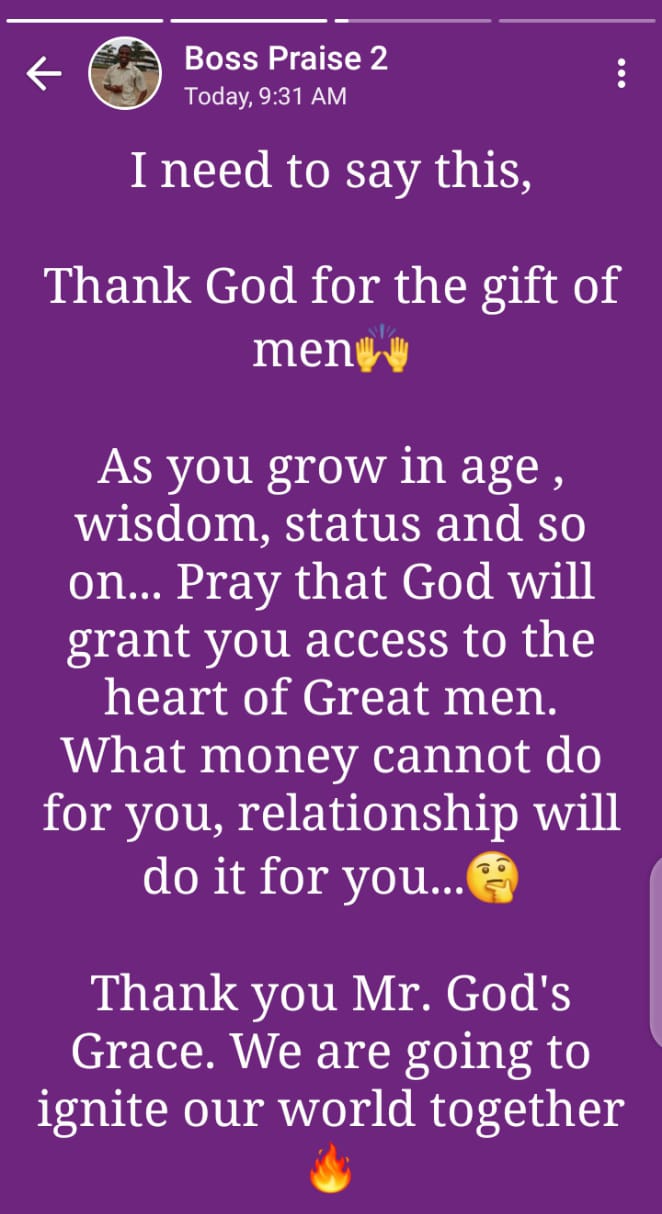 Boss Praise 2
Today, 9:31 AM
I need to say this,
Thank God for the gift of
men🙌
As you grow in age ,
wisdom, status and so
on... Pray that God will
grant you access to the
heart of Great men.
What money cannot do
for you, relationship will
do it for you...🤔
Thank you Mr. God's
Grace. We are going to
ignite our world together
🔥